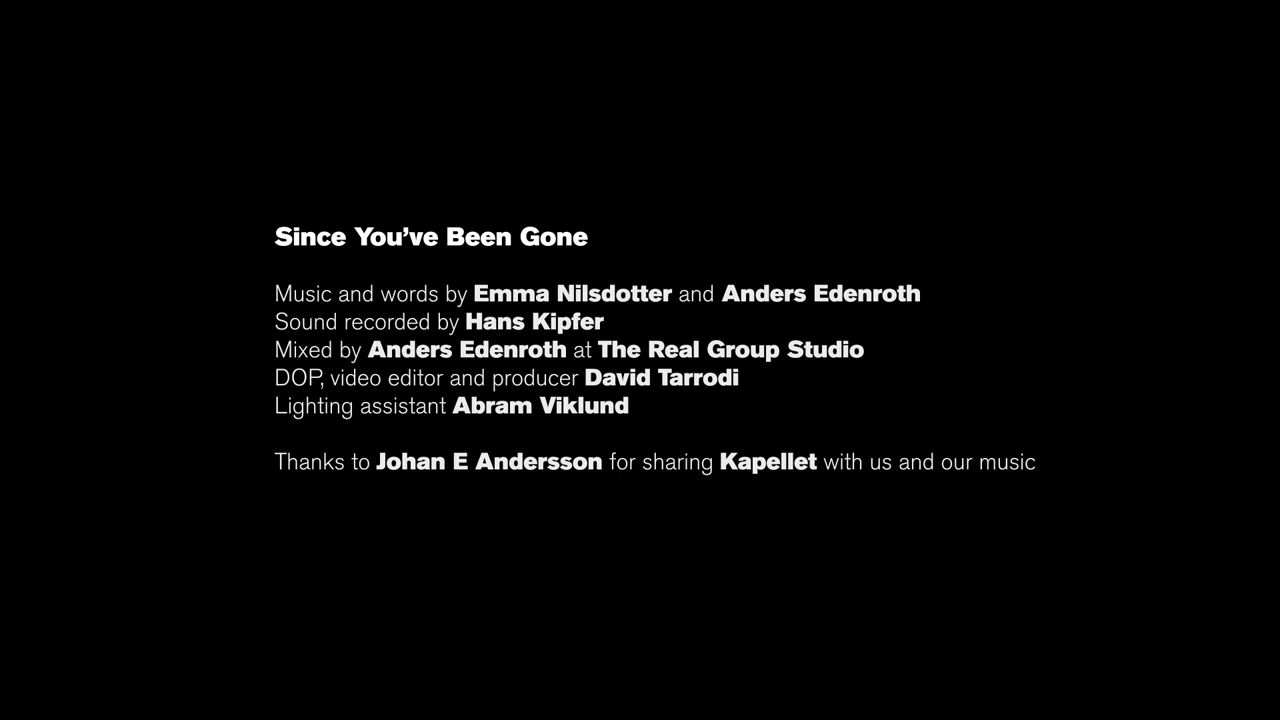 Since You’ve Been Gone
Music and words by Emma Nilsdotter and Anders Edenroth
Sound recorded by Hans Kipfer
Mixed by Anders Edenroth at The Real Group Studio
DOP, video editor and producer David Tarrodi
Lighting assistant Abram Viklund
Thanks to Johan E Andersson for sharing Kapellet with us and our music